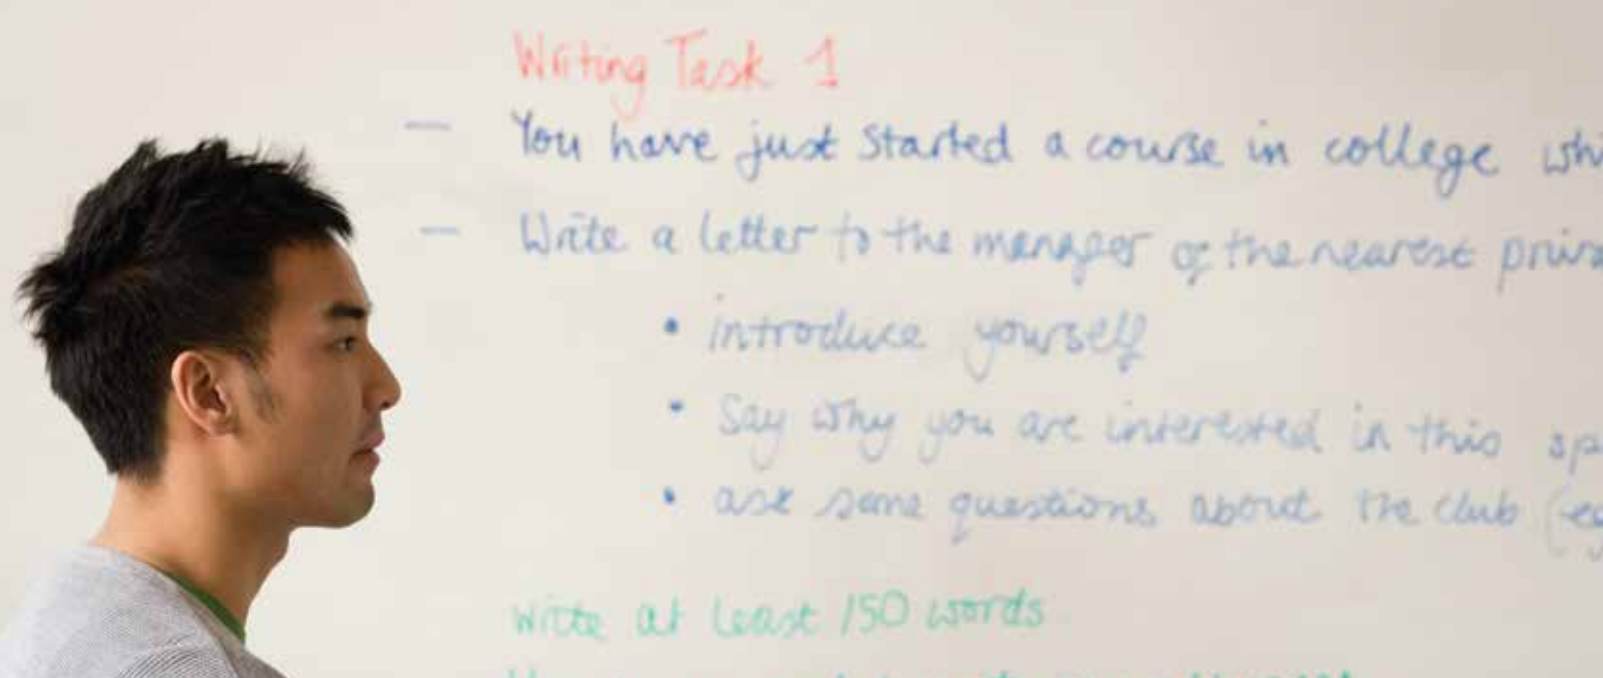 Writing Task 1
— You have just started a course in college
— Write a letter to the manager of the nearest
• introduce yourself
• Say why you are interested in this
• ask some questions about the club
write at least 150 words